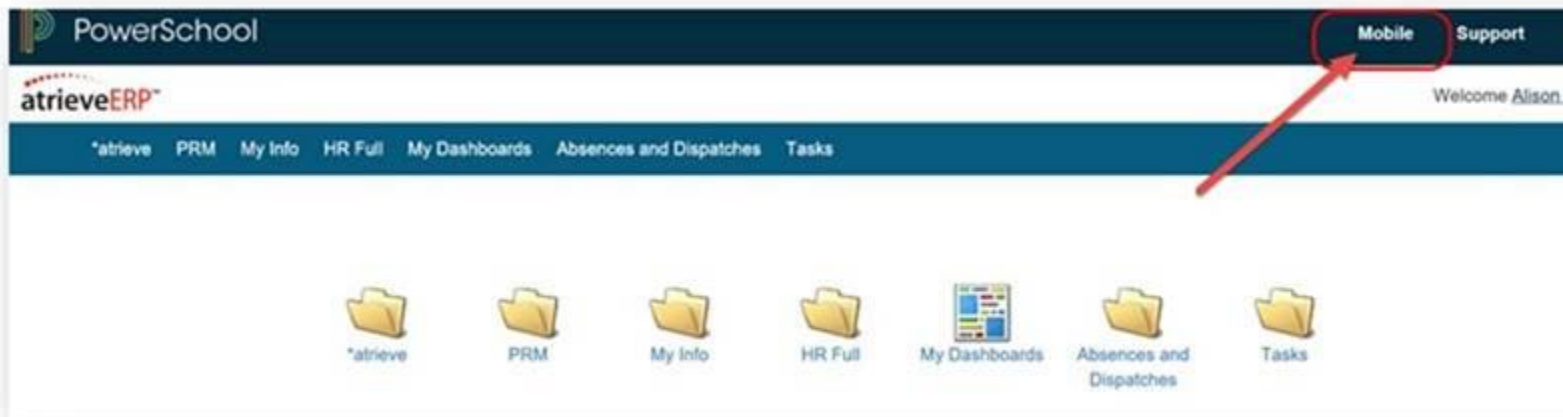 PowerSchool
Mobile Support
atrieveERP™
Welcome Alison
*atrieve PRM My Info HR Full My Dashboards Absences and Dispatches Tasks
*atrieve PRM My Info HR Full My Dashboards Absences and Tasks
Dispatches